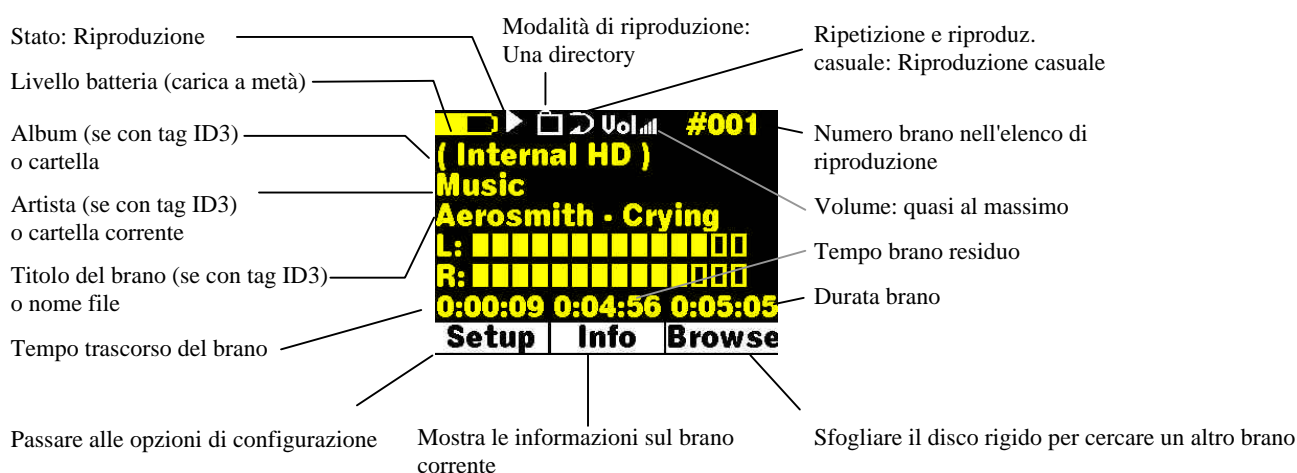 Stato: Riproduzione
Livello batteria (carica a metà)
Album (se con tag ID3)
o cartella
Artista (se con tag ID3)
o cartella corrente
Titolo del brano (se con tag ID3)
o nome file
Tempo trascorso del brano
Passare alle opzioni di configurazione
Modalità di riproduzione:
Una directory
Vol #001
( Internal HD )
Music
Aerosmith - Crying
L:
R:
0:00:09 0:04:56 0:05:05
Setup Info Browse
Mostra le informazioni sul brano
corrente
Ripetizione e riproduz.
casuale: Riproduzione casuale
Numero brano nell'elenco di
riproduzione
Volume: quasi al massimo
Tempo brano residuo
Durata brano
Sfogliare il disco rigido per cercare un altro brano